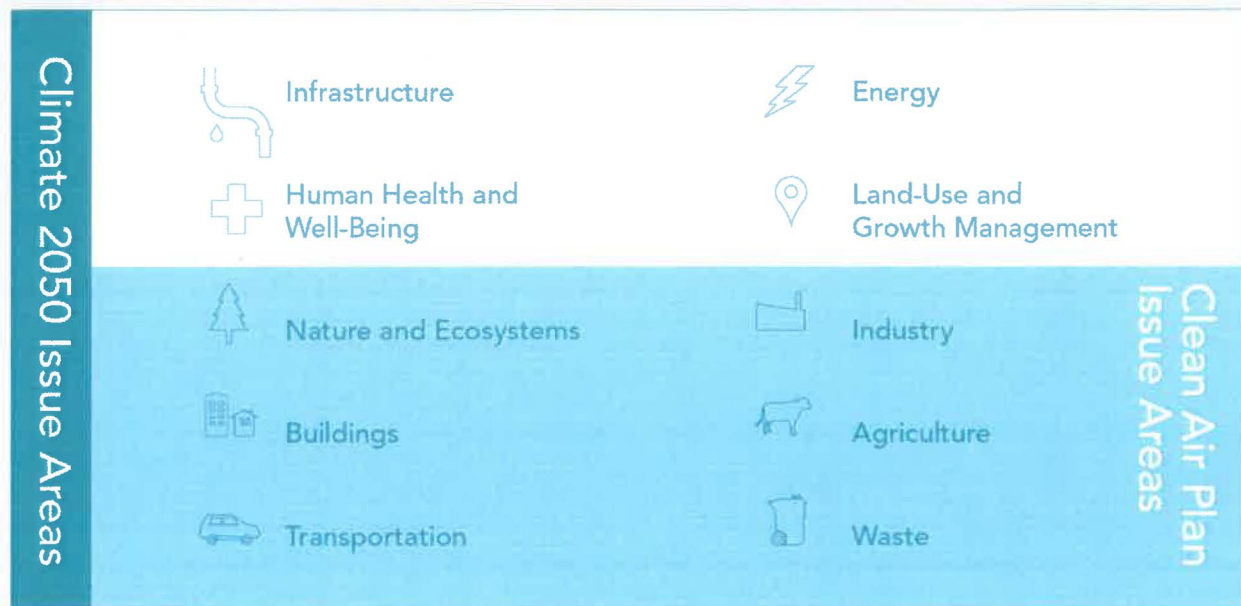 Climate 2050 Issue Areas
Infrastructure
Energy
Human Health and
Well-Being
Land-Use and
Growth Management
Nature and Ecosystems
Industry
Buildings
Agriculture
Transportation
Waste
Clean Air Plan
Issue Areas